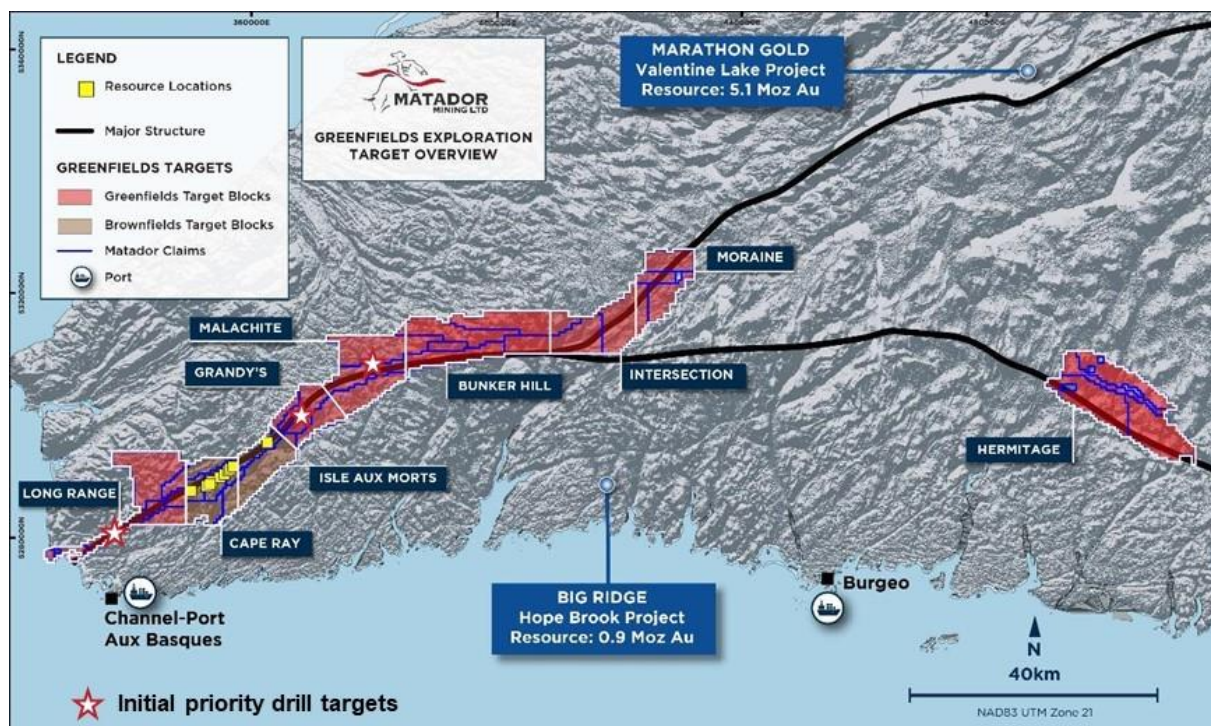 360000E
LEGEND
Resource Locations
Major Structure
GREENFIELDS TARGETS
Greenfields Target Blocks
Brownfields Target Blocks
Matador Claims
Port
MATADOR
MINING LTD
GREENFIELDS EXPLORATION
TARGET OVERVIEW
MARATHON GOLD
Valentine Lake Project
Resource: 5.1 Moz Au
MORAINE
MALACHITE
GRANDY'S
BUNKER HILL
INTERSECTION
HERMITAGE
ISLE AUX MORTS
LONG RANGE
CAPE RAY
Channel-Port
Aux Basques
BIG RIDGE
Hope Brook Project
Resource: 0.9 Moz Au
Burgeo
N
40km
NAD83 UTM Zone 21
Initial priority drill targets